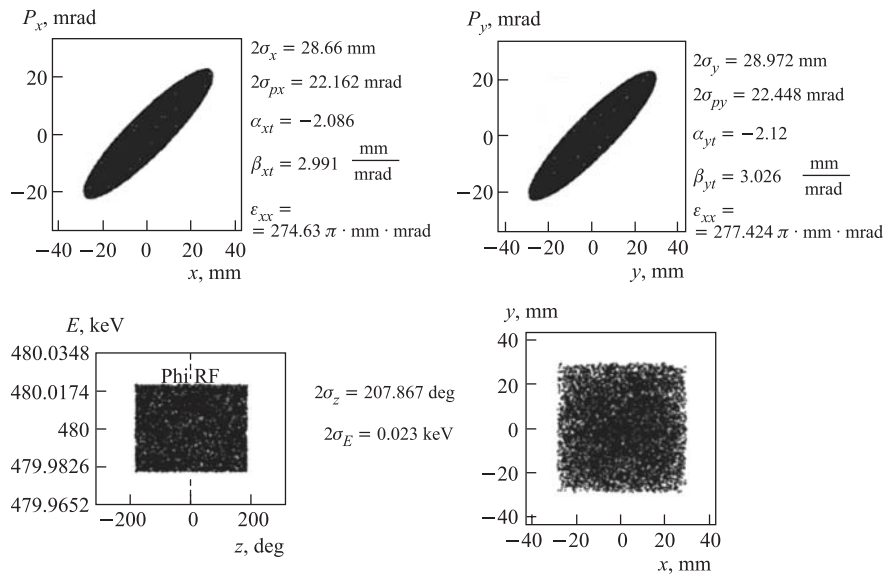 P_x, mrad
20
0
−20
−40 −20 0 20 40
x, mm
2σ_x = 28.66 mm
2σ_px = 22.162 mrad
α_xt = −2.086
β_xt = 2.991 mm/mrad
ε_xx =
= 274.63 π · mm · mrad
P_y, mrad
20
0
−20
−40 −20 0 20 40
y, mm
2σ_y = 28.972 mm
2σ_py = 22.448 mrad
α_yt = −2.12
β_yt = 3.026 mm/mrad
ε_xx =
= 277.424 π · mm · mrad
E, keV
480.0348
480.0174
480
479.9826
479.9652
Phi RF
−200 0 200
z, deg
2σ_z = 207.867 deg
2σ_E = 0.023 keV
y, mm
40
20
0
−20
−40
−40 −20 0 20 40
x, mm